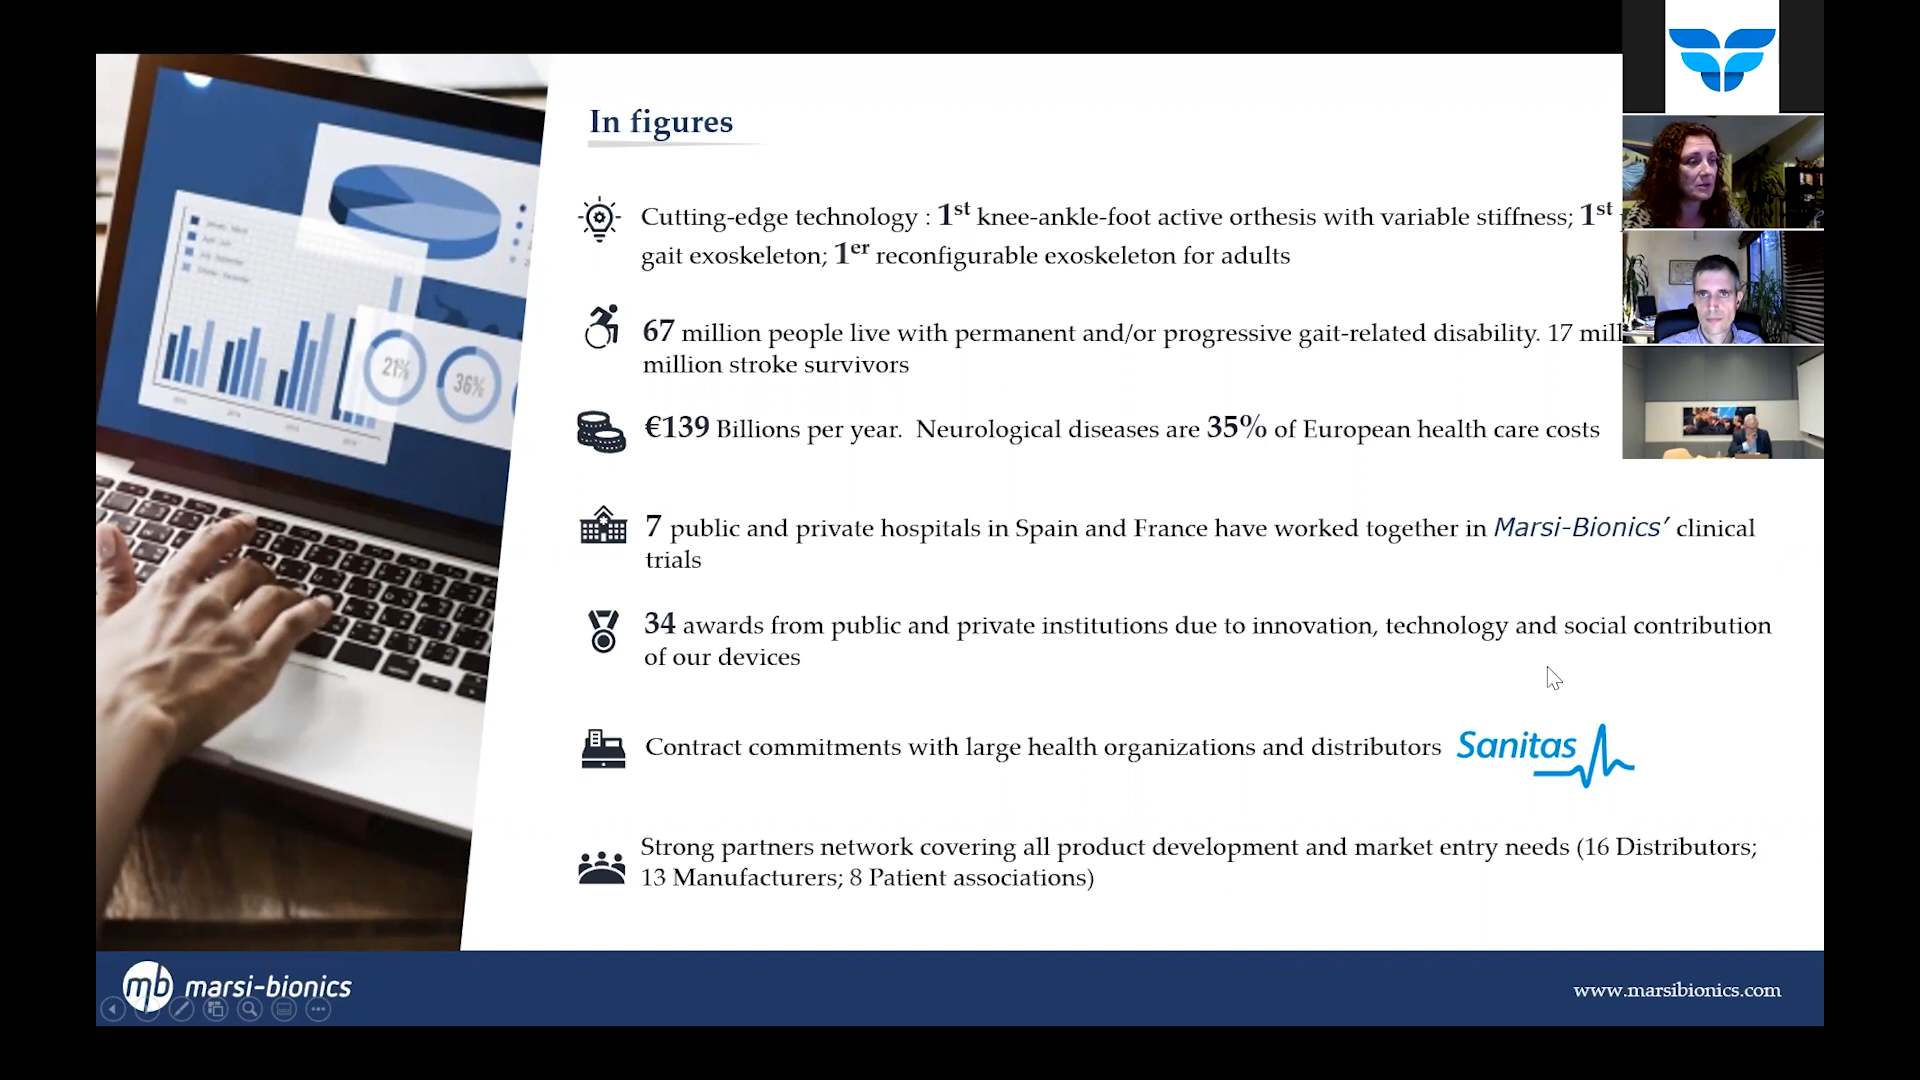 In figures
Cutting-edge technology : 1st knee-ankle-foot active orthesis with variable stiffness; 1st
gait exoskeleton; 1er reconfigurable exoskeleton for adults
67 million people live with permanent and/or progressive gait-related disability. 17 mill
million stroke survivors
€139 Billions per year. Neurological diseases are 35% of European health care costs
7 public and private hospitals in Spain and France have worked together in Marsi-Bionics’ clinical
trials
34 awards from public and private institutions due to innovation, technology and social contribution
of our devices
Contract commitments with large health organizations and distributors Sanitas
Strong partners network covering all product development and market entry needs (16 Distributors;
13 Manufacturers; 8 Patient associations)
21%
36%
mb marsi-bionics
www.marsibionics.com